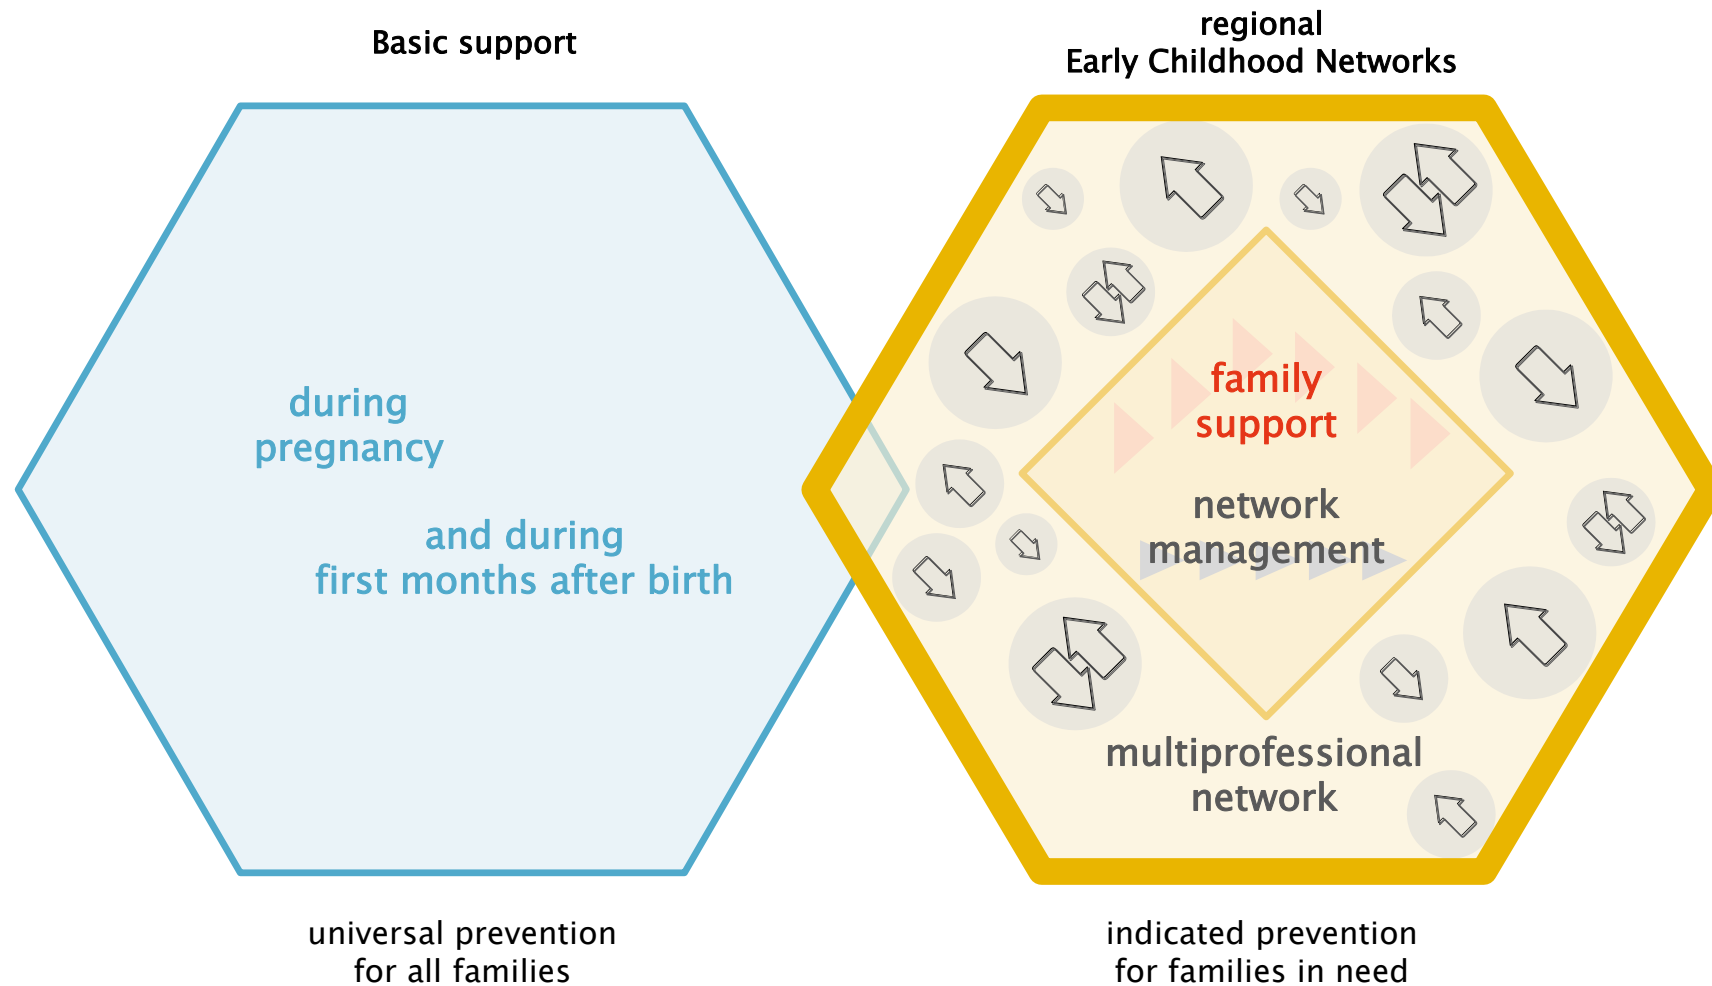 Basic support
during
pregnancy
and during
first months after birth
universal prevention
for all families
regional
Early Childhood Networks
family
support
network
management
multiprofessional
network
indicated prevention
for families in need